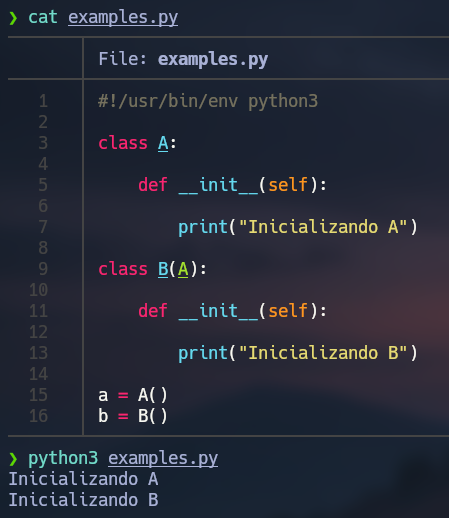 ❯ cat examples.py
File: examples.py
1 #!/usr/bin/env python3
2
3 class A:
4
5     def __init__(self):
6
7         print("Inicializando A")
8
9 class B(A):
10
11     def __init__(self):
12
13         print("Inicializando B")
14
15 a = A()
16 b = B()
❯ python3 examples.py
Inicializando A
Inicializando B